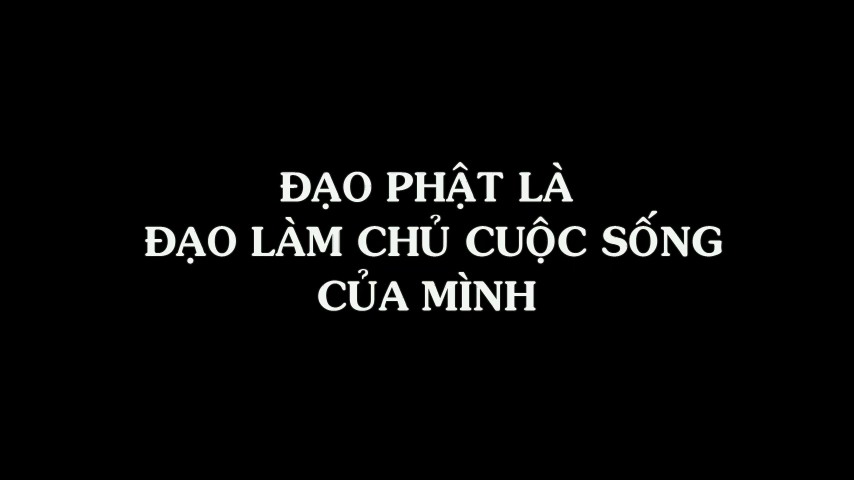 ĐẠO PHẬT LÀ
ĐẠO LÀM CHỦ CUỘC SỐNG
CỦA MÌNH